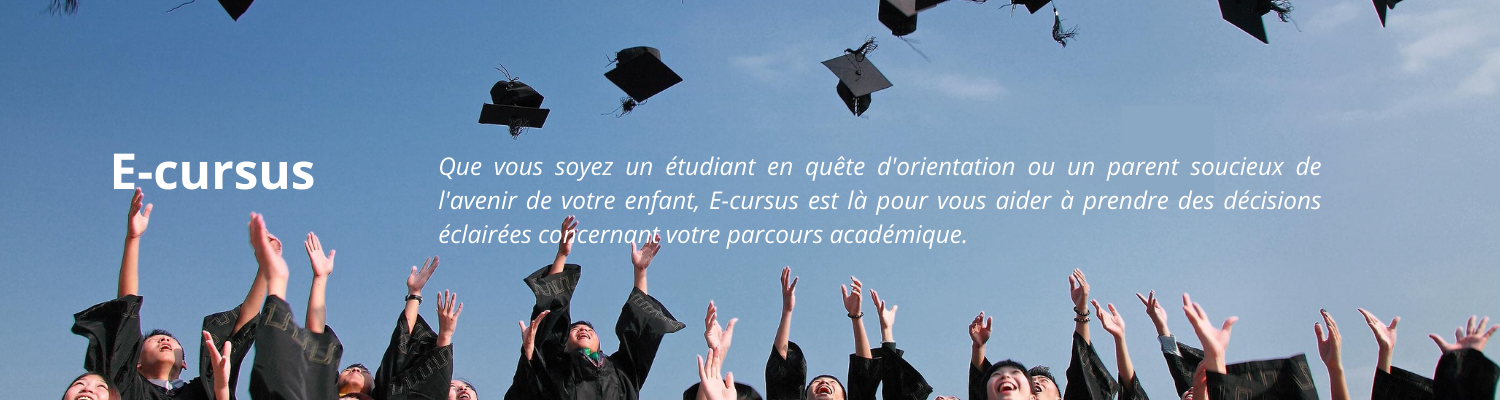 E-cursus
Que vous soyez un étudiant en quête d'orientation ou un parent soucieux de
l'avenir de votre enfant, E-cursus est là pour vous aider à prendre des décisions
éclairées concernant votre parcours académique.